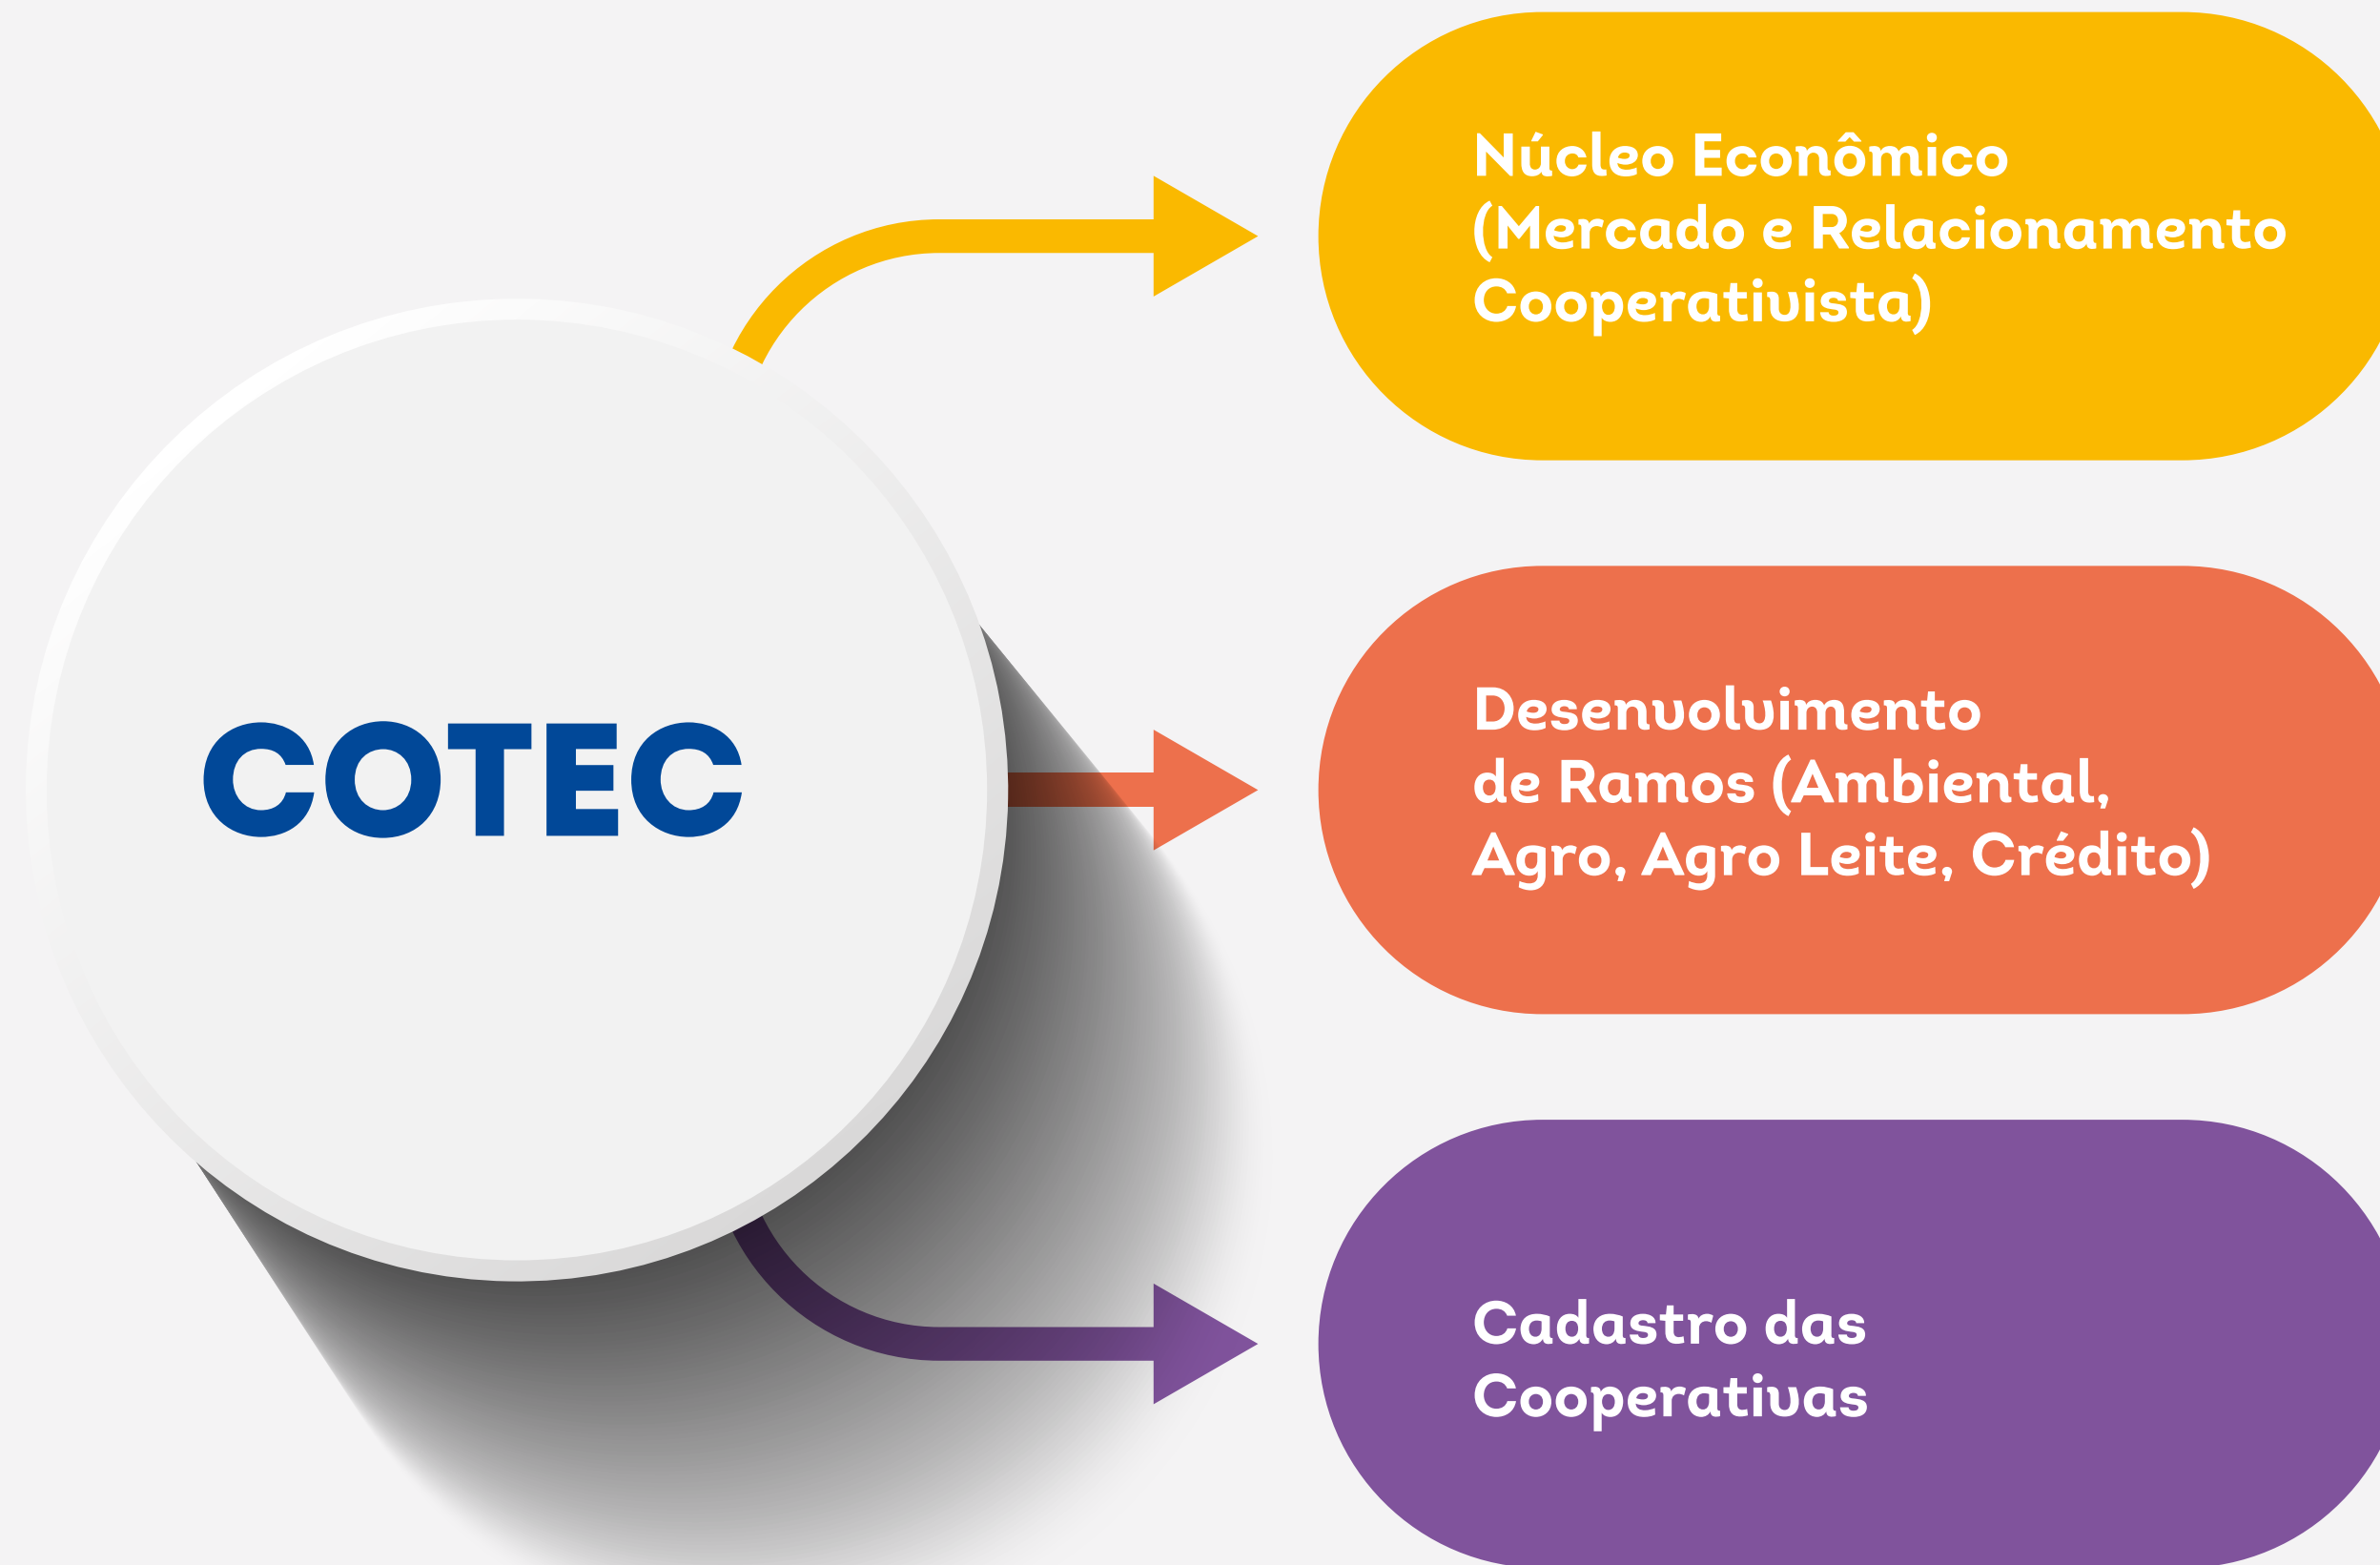 COTEC
Núcleo Econômico
(Mercado e Relacionamento
Cooperativista)
Desenvolvimento
de Ramos (Ambiental,
Agro, Agro Leite, Crédito)
Cadastro das
Cooperativas